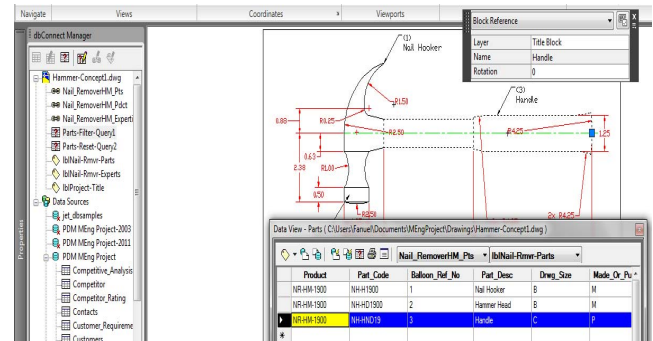 Navigate Views Coordinates Viewports
dbConnect Manager
Hammer-Concept1.dwg
Nail_RemoverHM_Pts
Nail_RemoverHM_Pdct
Nail_RemoverHM_Experti
Parts-Filter-Query1
Parts-Reset-Query2
lblNail-Rmvr-Parts
lblNail-Rmvr-Experts
lblProject-Title
Data Sources
jet_dbsamples
PDM MEng Project-2003
PDM MEng Project-2011
PDM MEng Project
Competitive_Analysis
Competitor
Competitor_Rating
Contacts
Customer_Requireme
Customers
Properties
Block Reference
Layer Title Block
Name Handle
Rotation 0
(1)
Nail Hooker
(3)
Handle
R1.50
0.88
R0.25
R2.50
R4.25
1.25
0.63
2.38
R1.00
0.50
R2.50
2x R4.25
Data View - Parts ( C:\Users\Fanuel\Documents\MEngProject\Drawings\Hammer-Concept1.dwg )
Nail_RemoverHM_Pts lblNail-Rmvr-Parts
Product Part_Code Balloon_Ref_No Part_Desc Drwg_Size Made_Or_Pu
NR-HM-1900 NH-H1900 1 Nail Hooker B M
NR-HM-1900 NH-HD1900 2 Hammer Head B M
NR-HM-1900 NH-HND19 3 Handle C P